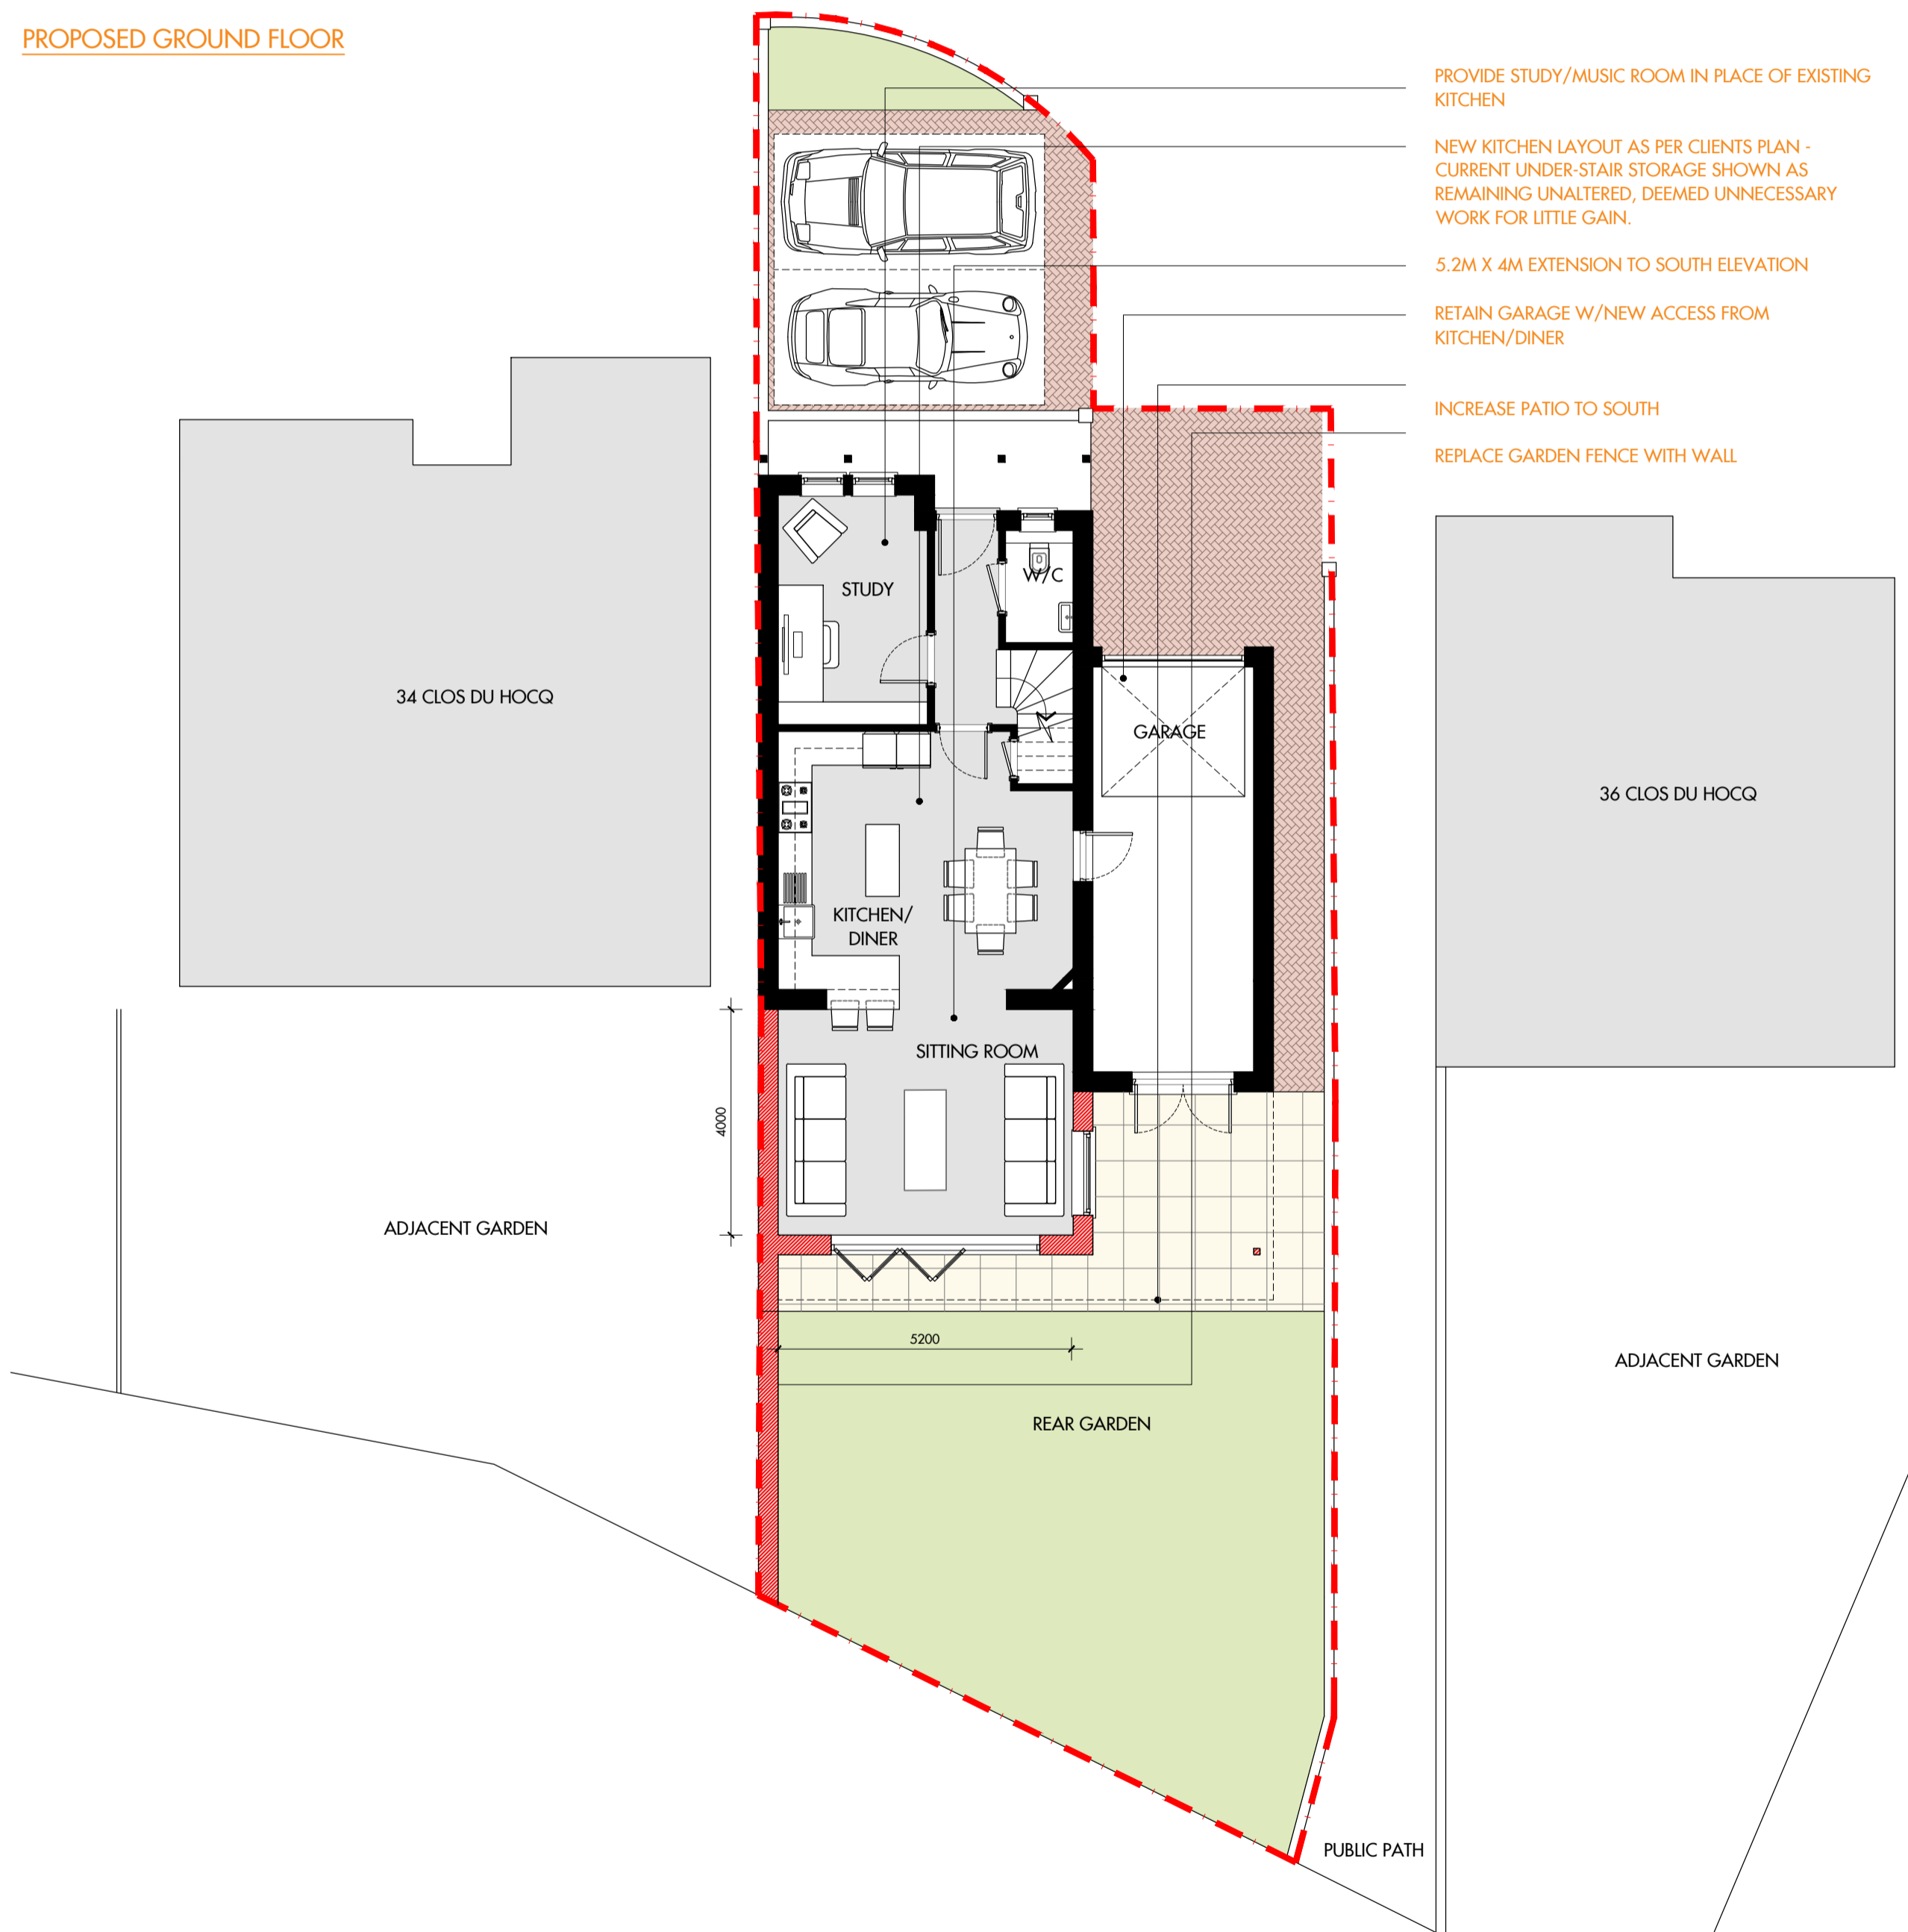 PROPOSED GROUND FLOOR
PROVIDE STUDY/MUSIC ROOM IN PLACE OF EXISTING
KITCHEN
NEW KITCHEN LAYOUT AS PER CLIENTS PLAN -
CURRENT UNDER-STAIR STORAGE SHOWN AS
REMAINING UNALTERED, DEEMED UNNECESSARY
WORK FOR LITTLE GAIN.
5.2M X 4M EXTENSION TO SOUTH ELEVATION
RETAIN GARAGE W/NEW ACCESS FROM
KITCHEN/DINER
INCREASE PATIO TO SOUTH
REPLACE GARDEN FENCE WITH WALL
W/C
STUDY
34 CLOS DU HOCQ
GARAGE
36 CLOS DU HOCQ
KITCHEN/
DINER
SITTING ROOM
4000
ADJACENT GARDEN
5200
ADJACENT GARDEN
REAR GARDEN
PUBLIC PATH